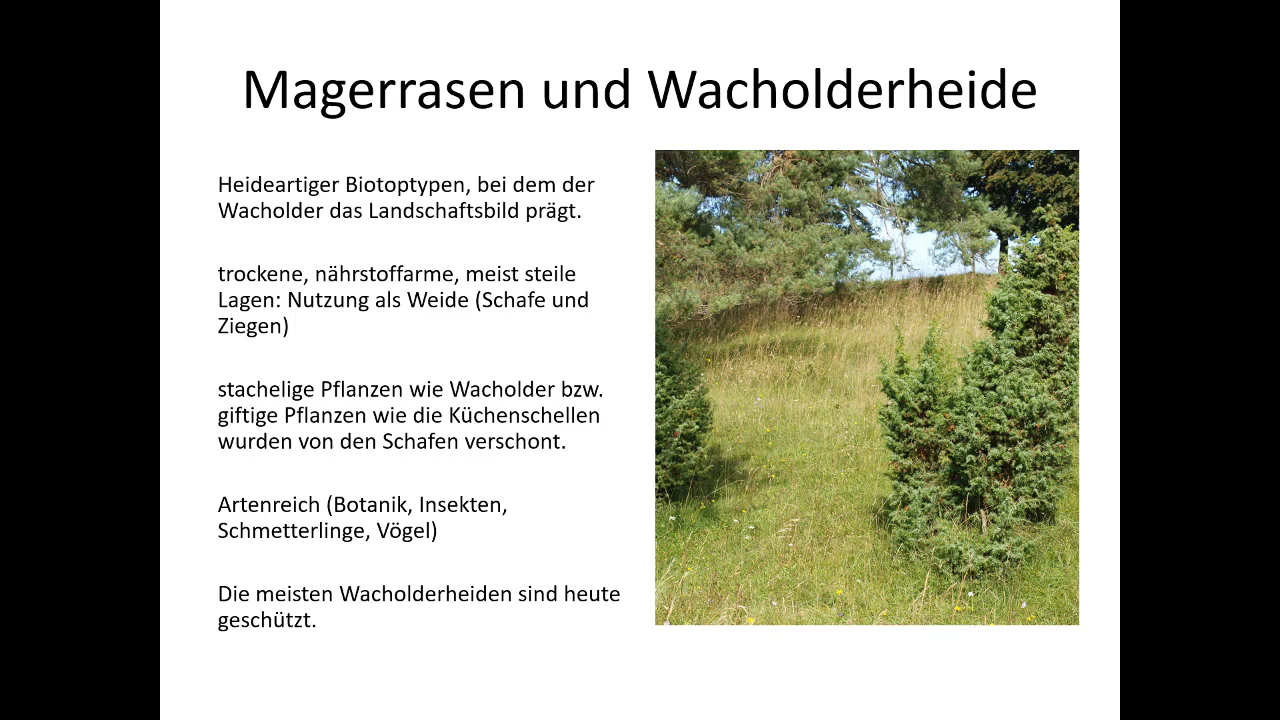 Magerrasen und Wacholderheide
Heideartiger Biotoptypen, bei dem der
Wacholder das Landschaftsbild prägt.
trockene, nährstoffarme, meist steile
Lagen: Nutzung als Weide (Schafe und
Ziegen)
stachelige Pflanzen wie Wacholder bzw.
giftige Pflanzen wie die Küchenschellen
wurden von den Schafen verschont.
Artenreich (Botanik, Insekten,
Schmetterlinge, Vögel)
Die meisten Wacholderheiden sind heute
geschützt.